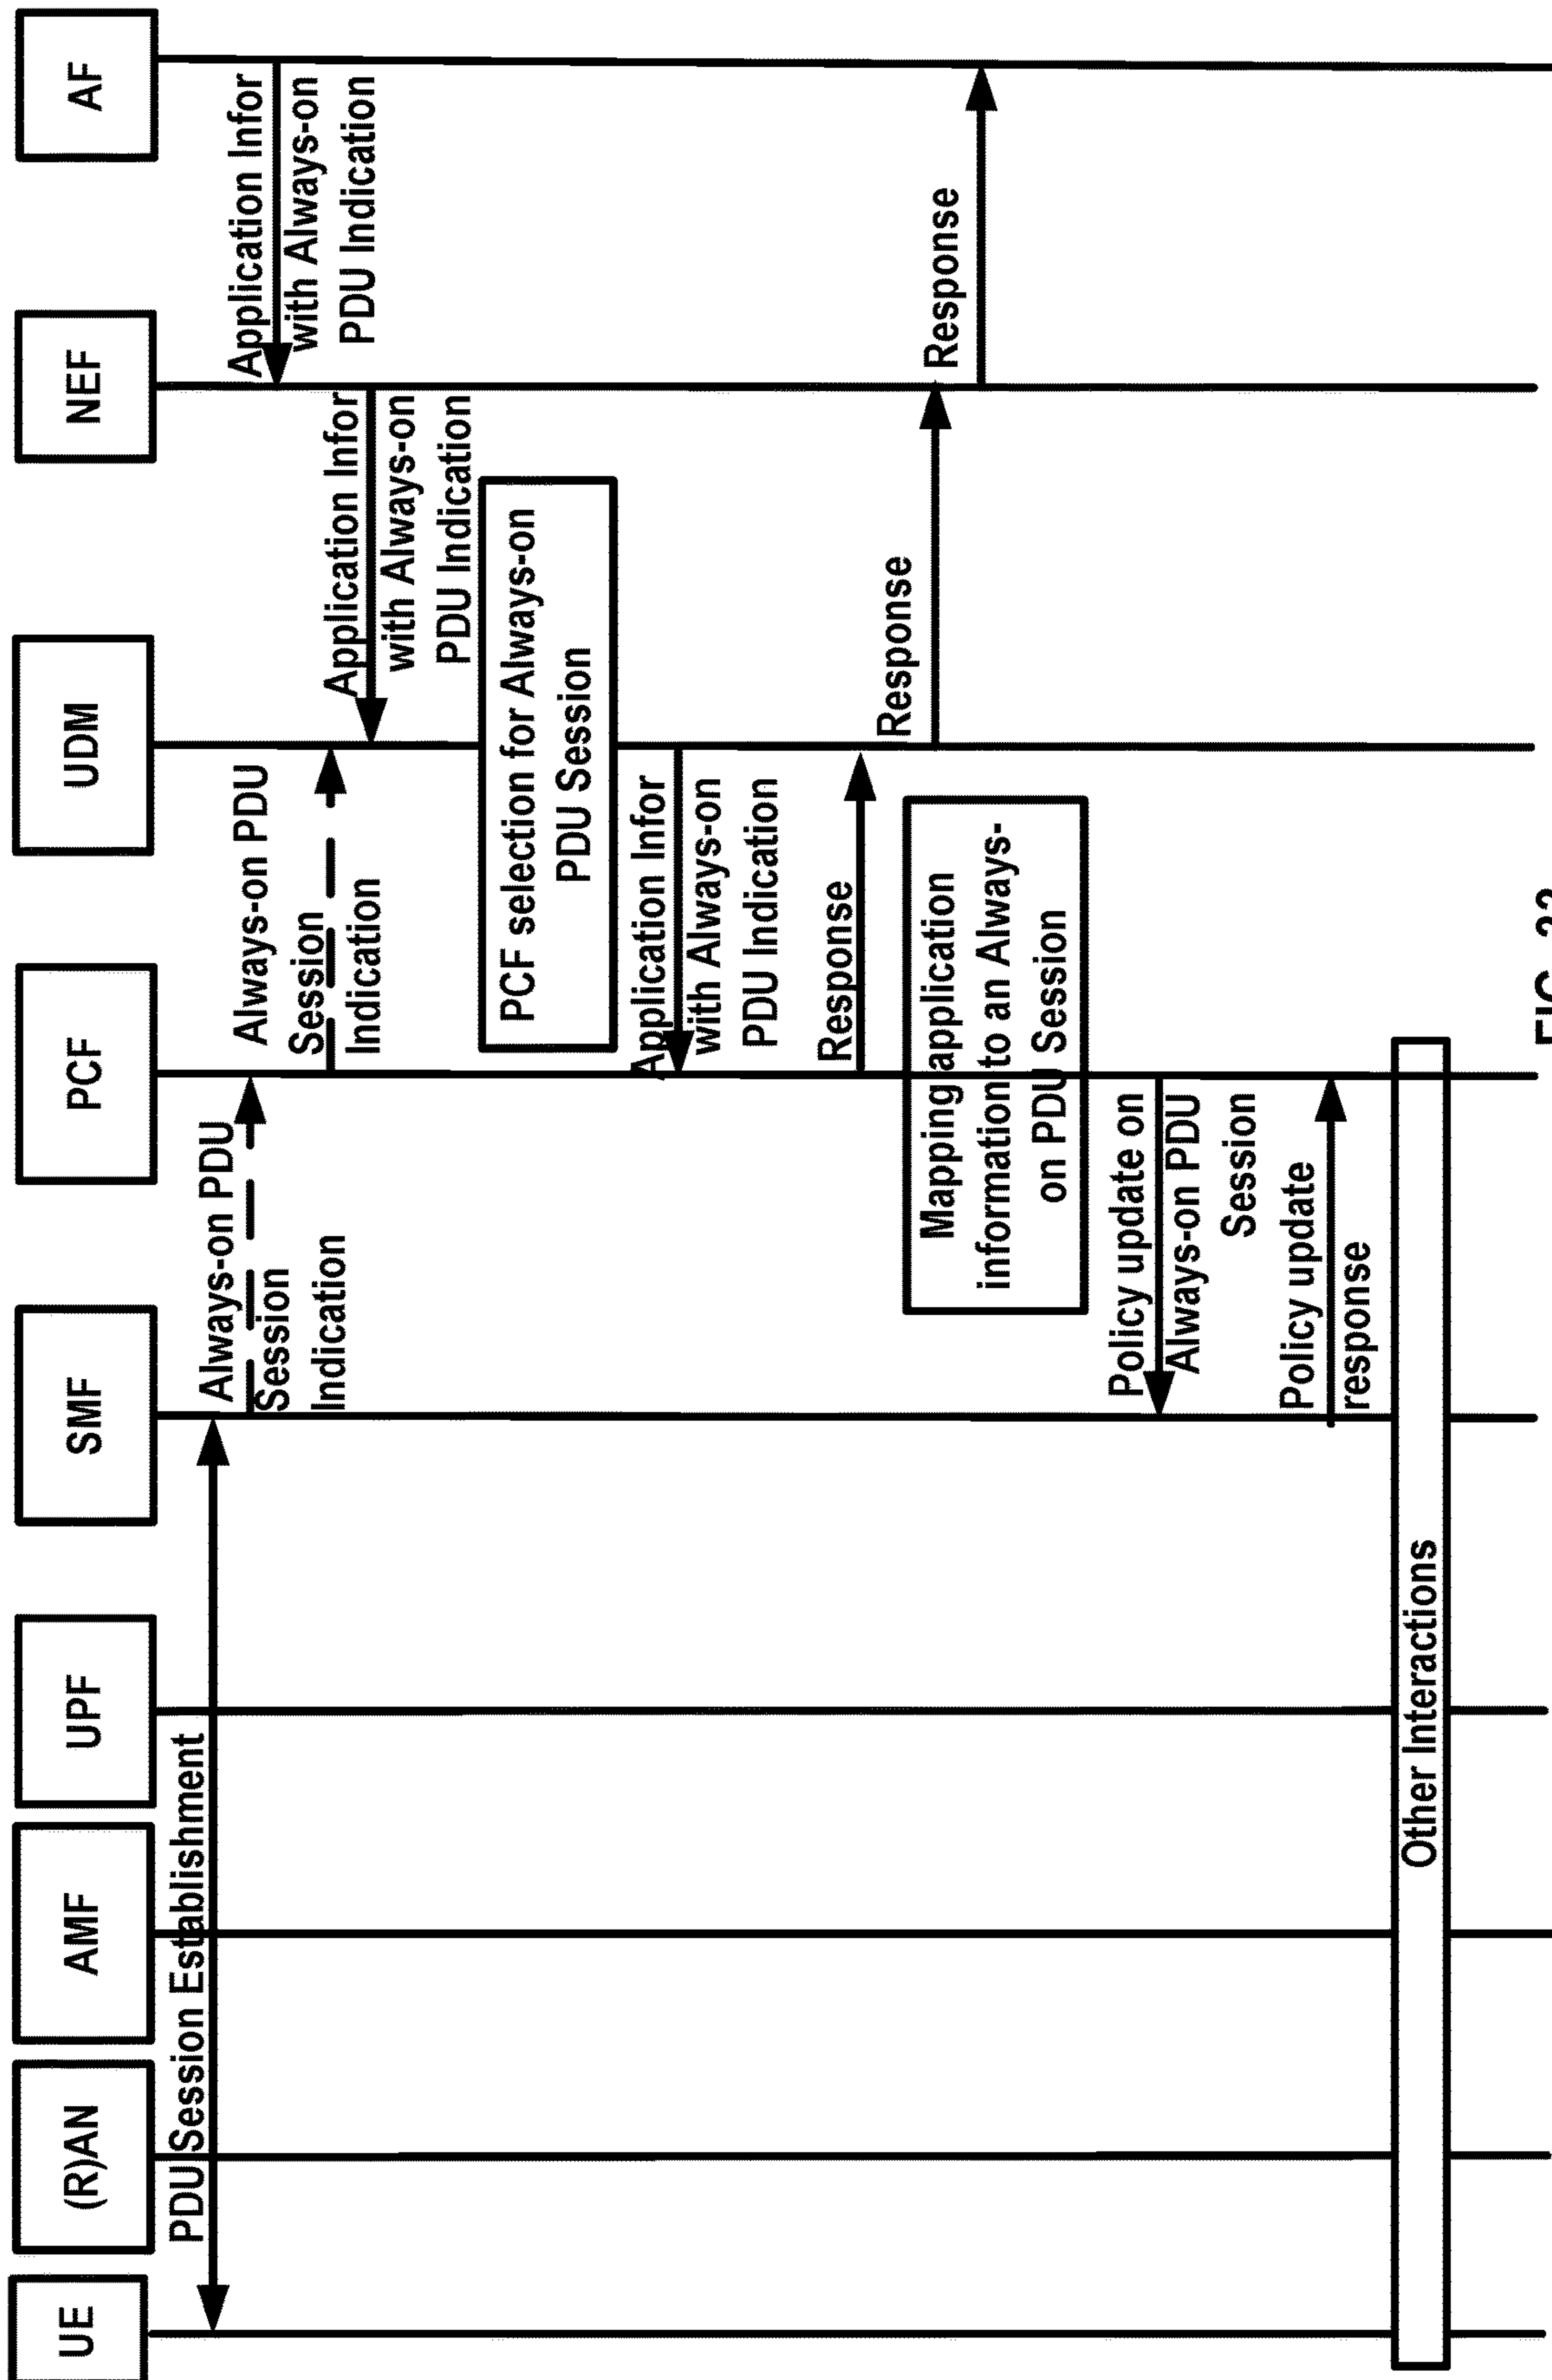 UE
(R)AN
AMF
UPF
SMF
PCF
UDM
NEF
AF
PDU Session Establishment
Always-on PDU
Session
Indication
Always-on PDU
Session
Indication
Application Infor
with Always-on
PDU Indication
Application Infor
with Always-on
PDU Indication
PCF selection for Always-on
PDU Session
Application Infor
with Always-on
PDU Indication
Response
Response
Response
Mapping application
information to an Always-
on PDU Session
Policy update on
Always-on PDU
Session
Policy update
response
Other Interactions